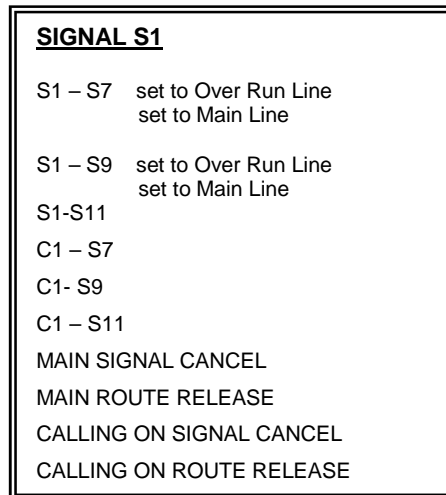 SIGNAL S1
S1 – S7 set to Over Run Line
set to Main Line
S1 – S9 set to Over Run Line
set to Main Line
S1-S11
C1 – S7
C1- S9
C1 – S11
MAIN SIGNAL CANCEL
MAIN ROUTE RELEASE
CALLING ON SIGNAL CANCEL
CALLING ON ROUTE RELEASE